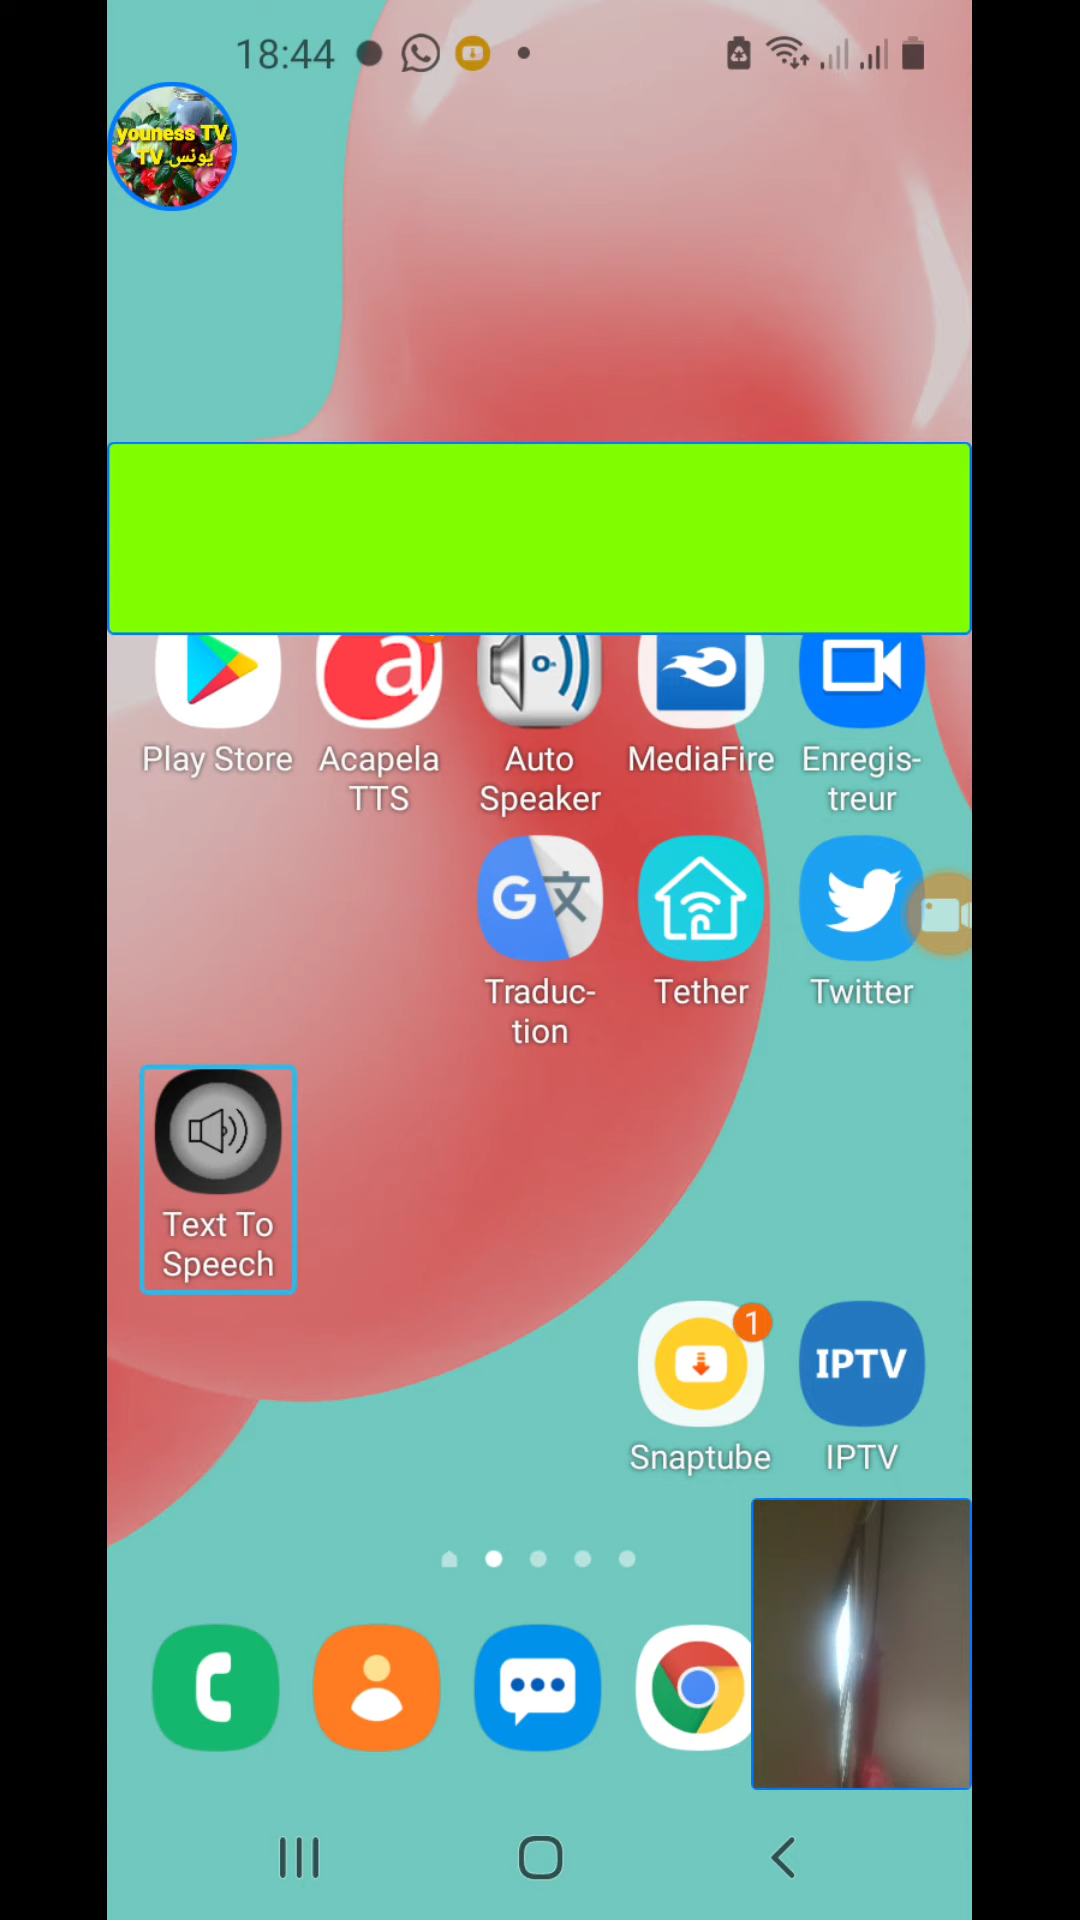 18:44
youness TV
يونس TV
Play Store
Acapela
TTS
Auto
Speaker
MediaFire
Enregis-
treur
Traduc-
tion
Tether
Twitter
Text To
Speech
1
IPTV
Snaptube
IPTV